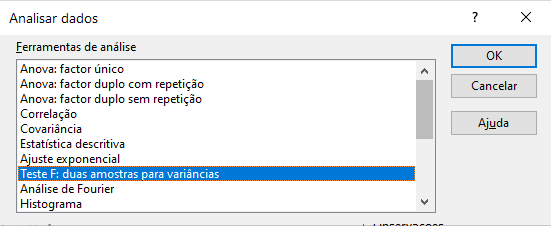 Analisar dados
Ferramentas de análise
Anova: factor único
Anova: factor duplo com repetição
Anova: factor duplo sem repetição
Correlação
Covariância
Estatística descritiva
Ajuste exponencial
Teste F: duas amostras para variâncias
Análise de Fourier
Histograma
OK
Cancelar
Ajuda